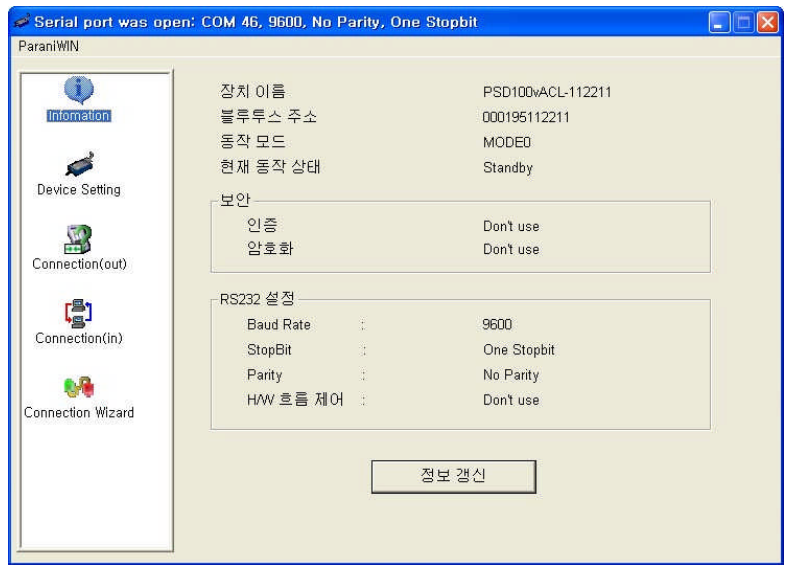 Serial port was open: COM 46, 9600, No Parity, One Stopbit
ParaniWIN
Infomation
Device Setting
Connection(out)
Connection(in)
Connection Wizard
장치 이름 PSD100vACL-112211
블루투스 주소 000195112211
동작 모드 MODE0
현재 동작 상태 Standby
보안
인증 Don't use
암호화 Don't use
RS232 설정
Baud Rate : 9600
StopBit : One Stopbit
Parity : No Parity
H/W 흐름 제어 : Don't use
정보 갱신